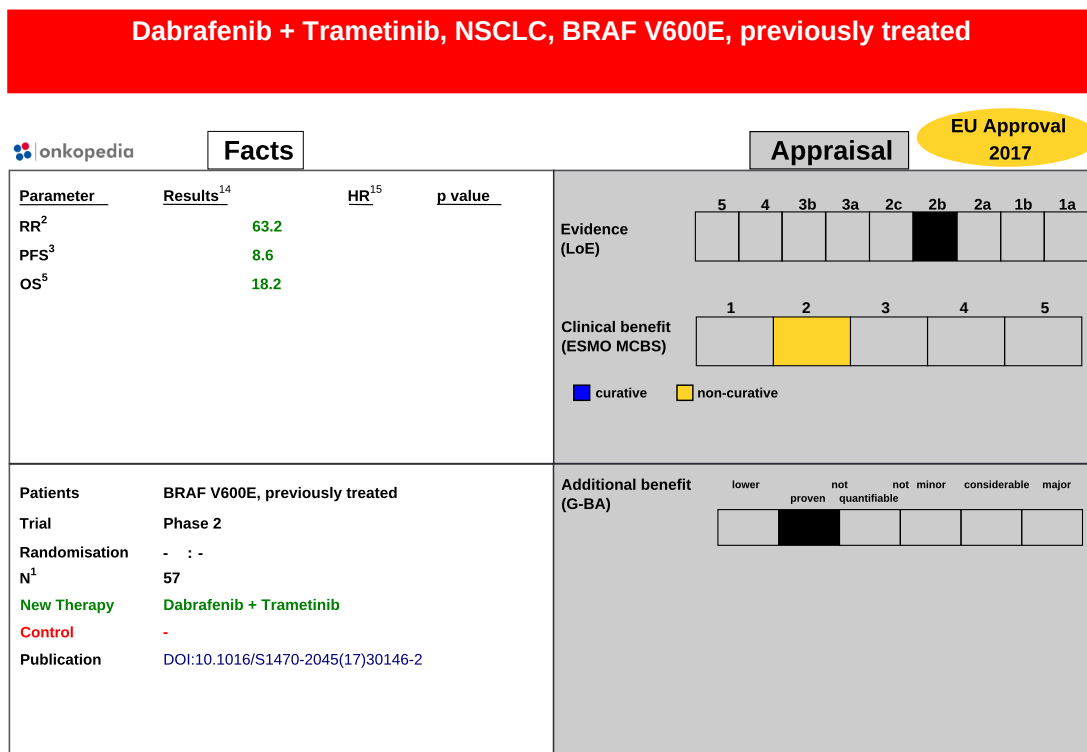 Dabrafenib + Trametinib, NSCLC, BRAF V600E, previously treated
onkopedia
Facts
Appraisal
EU Approval
2017
Parameter Results14 HR15 p value
RR2 63.2
PFS3 8.6
OS5 18.2
5 4 3b 3a 2c 2b 2a 1b 1a
Evidence
(LoE)
1 2 3 4 5
Clinical benefit
(ESMO MCBS)
curative non-curative
Patients BRAF V600E, previously treated
Trial Phase 2
Randomisation - : -
N1 57
New Therapy Dabrafenib + Trametinib
Control -
Publication DOI:10.1016/S1470-2045(17)30146-2
Additional benefit
(G-BA)
lower not not minor considerable major
proven quantifiable